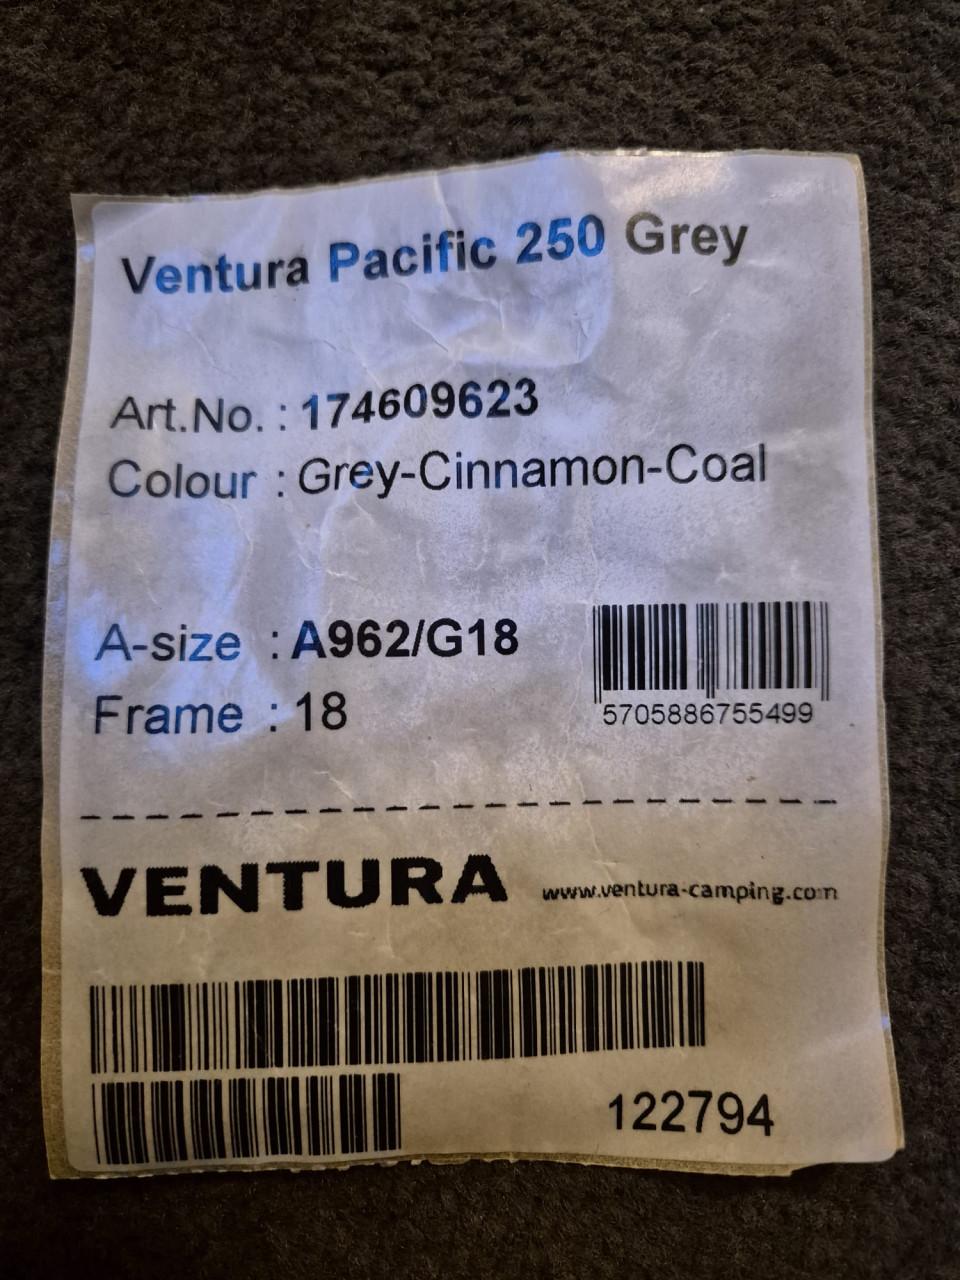 Ventura Pacific 250 Grey
Art.No. : 174609623
Colour : Grey-Cinnamon-Coal
A-size : A962/G18
Frame : 18
5705886755499
VENTURA www.ventura-camping.com
122794